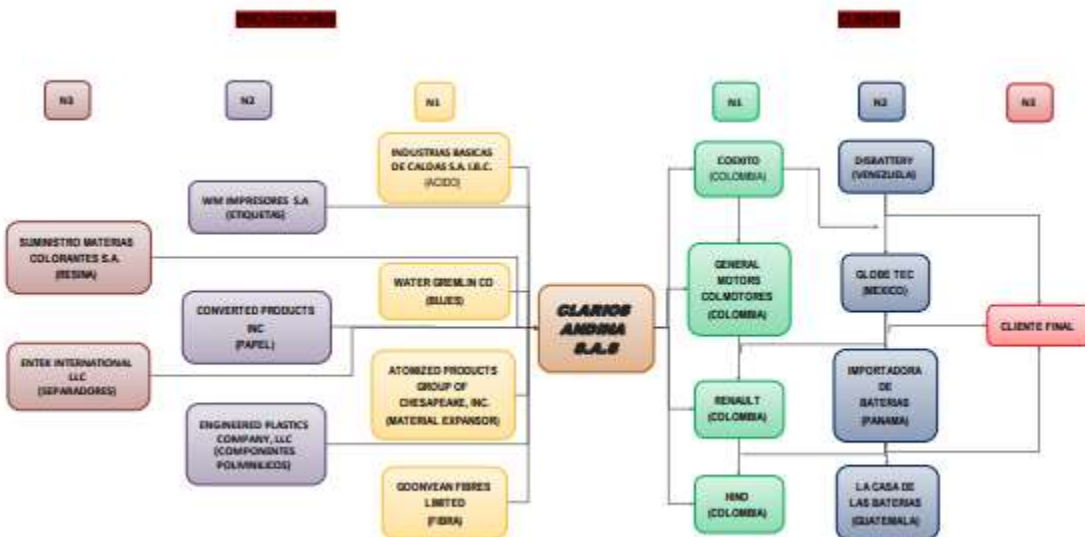 PROVEEDORES
CLIENTES
N3
N2
N1
N1
N2
N3
INDUSTRIAS BASICAS
DE CALDAS S.A. I.B.C.
(ACIDO)
WM IMPRESORES S.A
(ETIQUETAS)
SUMINISTRO MATERIAS
COLORANTES S.A.
(RESINA)
WATER GREMLIN CO
(BUJES)
CONVERTED PRODUCTS
INC
(PAPEL)
ENTEK INTERNATIONAL
LLC
(SEPARADORES)
ATOMIZED PRODUCTS
GROUP OF
CHESAPEAKE, INC.
(MATERIAL EXPANSOR)
ENGINEERED PLASTICS
COMPANY, LLC
(COMPONENTES
POLIVINILICOS)
GOONVEAN FIBRES
LIMITED
(FIBRA)
CLARIOS
ANDINA
S.A.S
COEXITO
(COLOMBIA)
GENERAL
MOTORS
COLMOTORES
(COLOMBIA)
RENAULT
(COLOMBIA)
HINO
(COLOMBIA)
DISBATTERY
(VENEZUELA)
GLOBE TEC
(MEXICO)
IMPORTADORA
DE
BATERIAS
(PANAMA)
LA CASA DE
LAS BATERIAS
(GUATEMALA)
CLIENTE FINAL